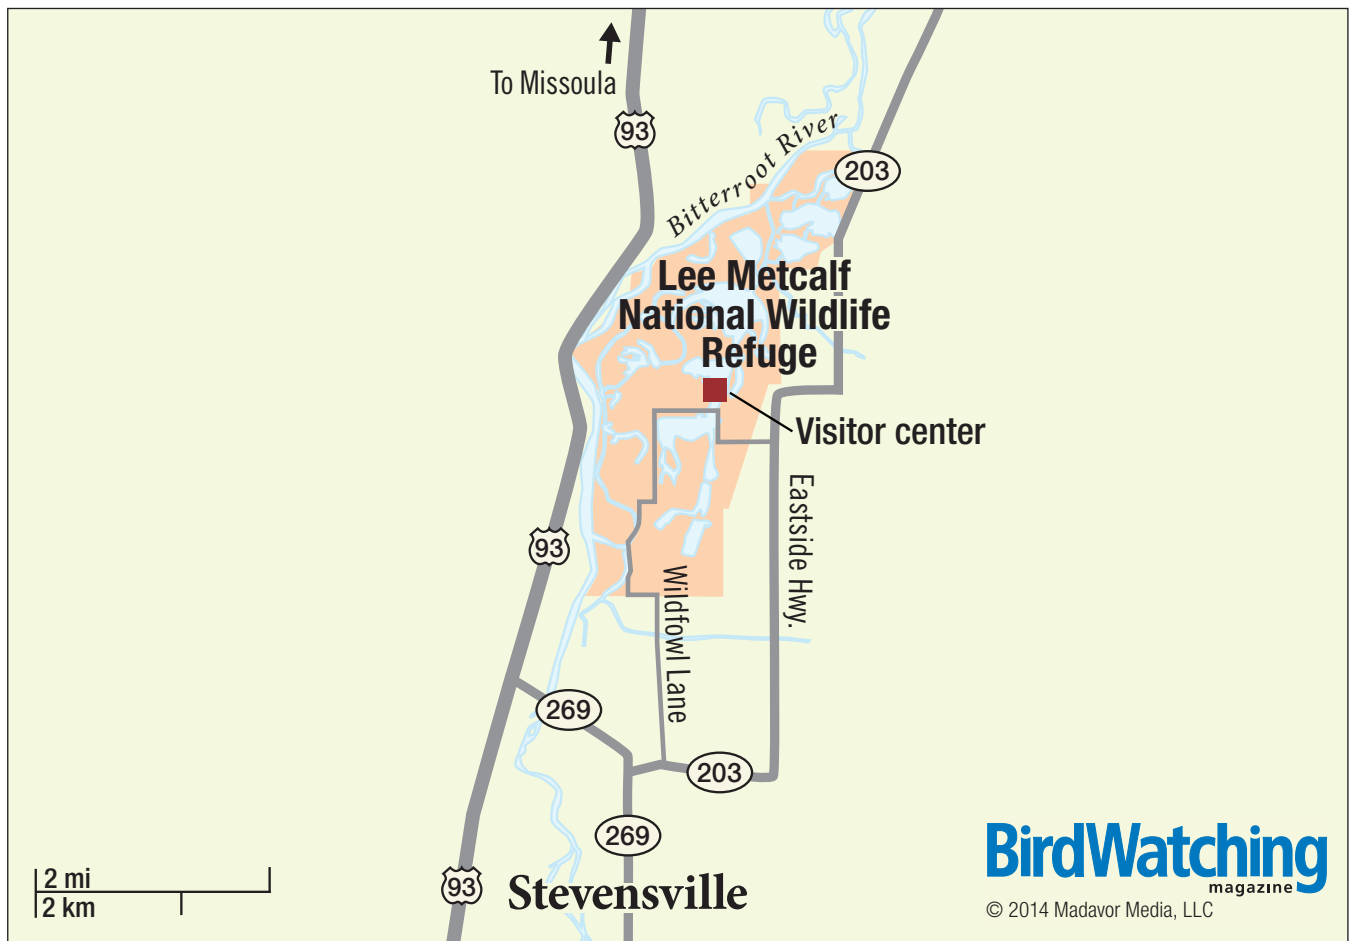 To Missoula
93
Bitterroot River
203
Lee Metcalf
National Wildlife
Refuge
Visitor center
Eastside Hwy.
93
Wildfowl Lane
269
203
269
93
Stevensville
2 mi
2 km
BirdWatching
magazine
© 2014 Madavor Media, LLC